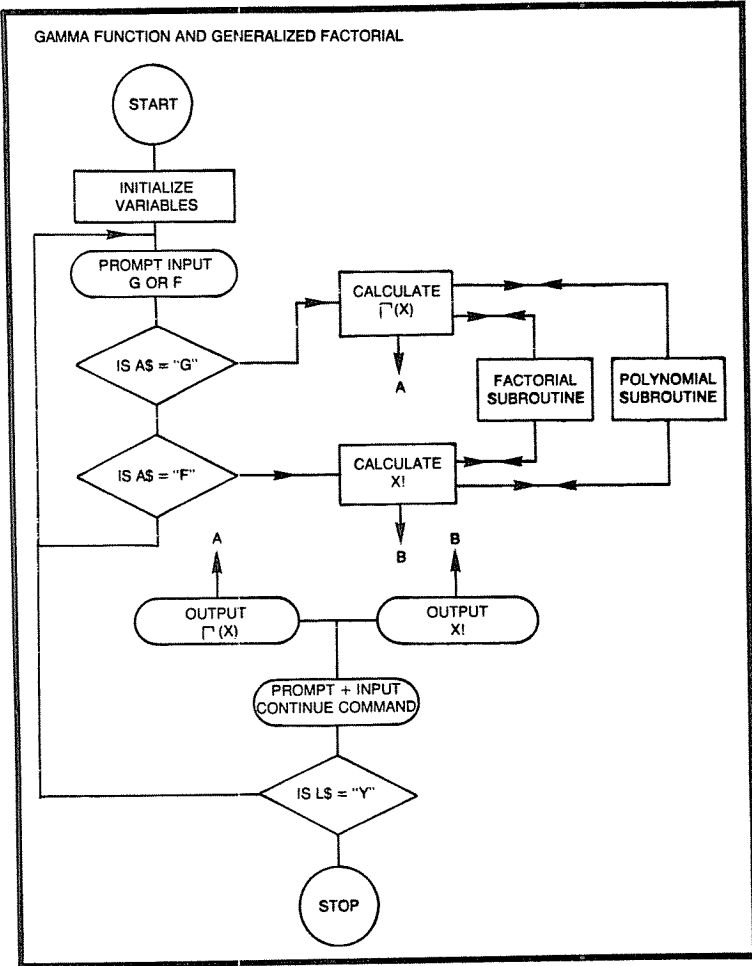 GAMMA FUNCTION AND GENERALIZED FACTORIAL
START
INITIALIZE
VARIABLES
PROMPT INPUT
G OR F
IS A$ = "G"
CALCULATE
Γ(X)
A
FACTORIAL
SUBROUTINE
POLYNOMIAL
SUBROUTINE
IS A$ = "F"
CALCULATE
X!
B
A
B
OUTPUT
Γ(X)
OUTPUT
X!
PROMPT + INPUT
CONTINUE COMMAND
IS L$ = "Y"
STOP